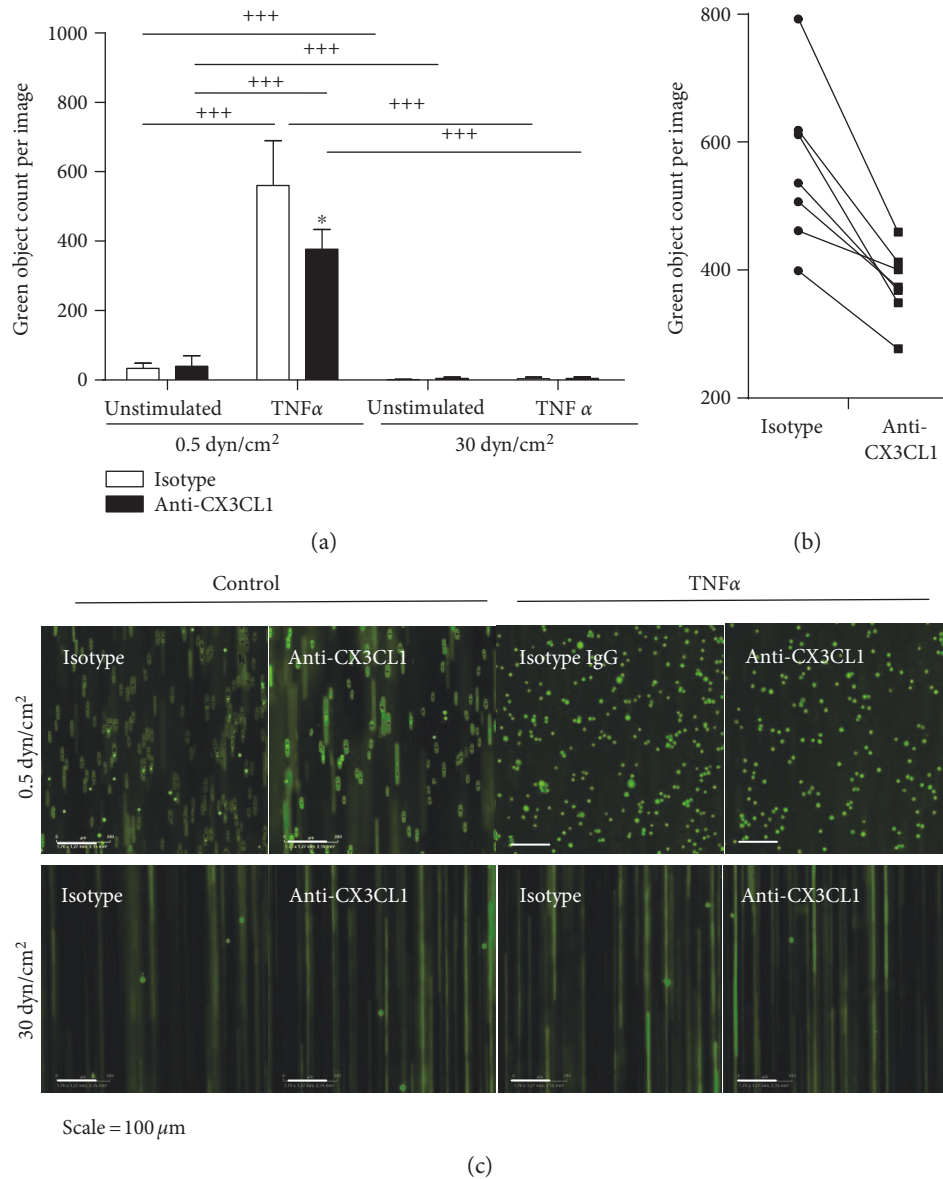 +++
+++
+++
+++
+++
+++
*
Green object count per image
1000
800
600
400
200
0
Unstimulated TNFα Unstimulated TNF α
0.5 dyn/cm² 30 dyn/cm²
Isotype
Anti-CX3CL1
(a)
Green object count per image
800
600
400
200
Isotype Anti-
CX3CL1
(b)
Control TNFα
0.5 dyn/cm²
Isotype Anti-CX3CL1 Isotype IgG Anti-CX3CL1
30 dyn/cm²
Isotype Anti-CX3CL1 Isotype Anti-CX3CL1
Scale = 100 μm
(c)